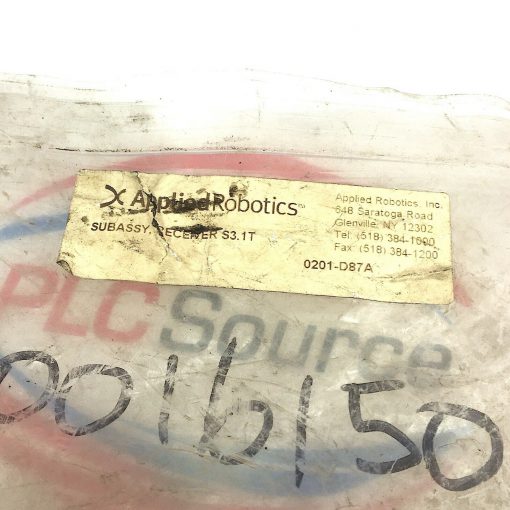 Applied Robotics
SUBASSY, RECEIVER S3.1T
Applied Robotics, Inc.
648 Saratoga Road
Glenville, NY 12302
Tel: (518) 384-1000
Fax: (518) 384-1200
0201-D87A
PLC Source
0016150